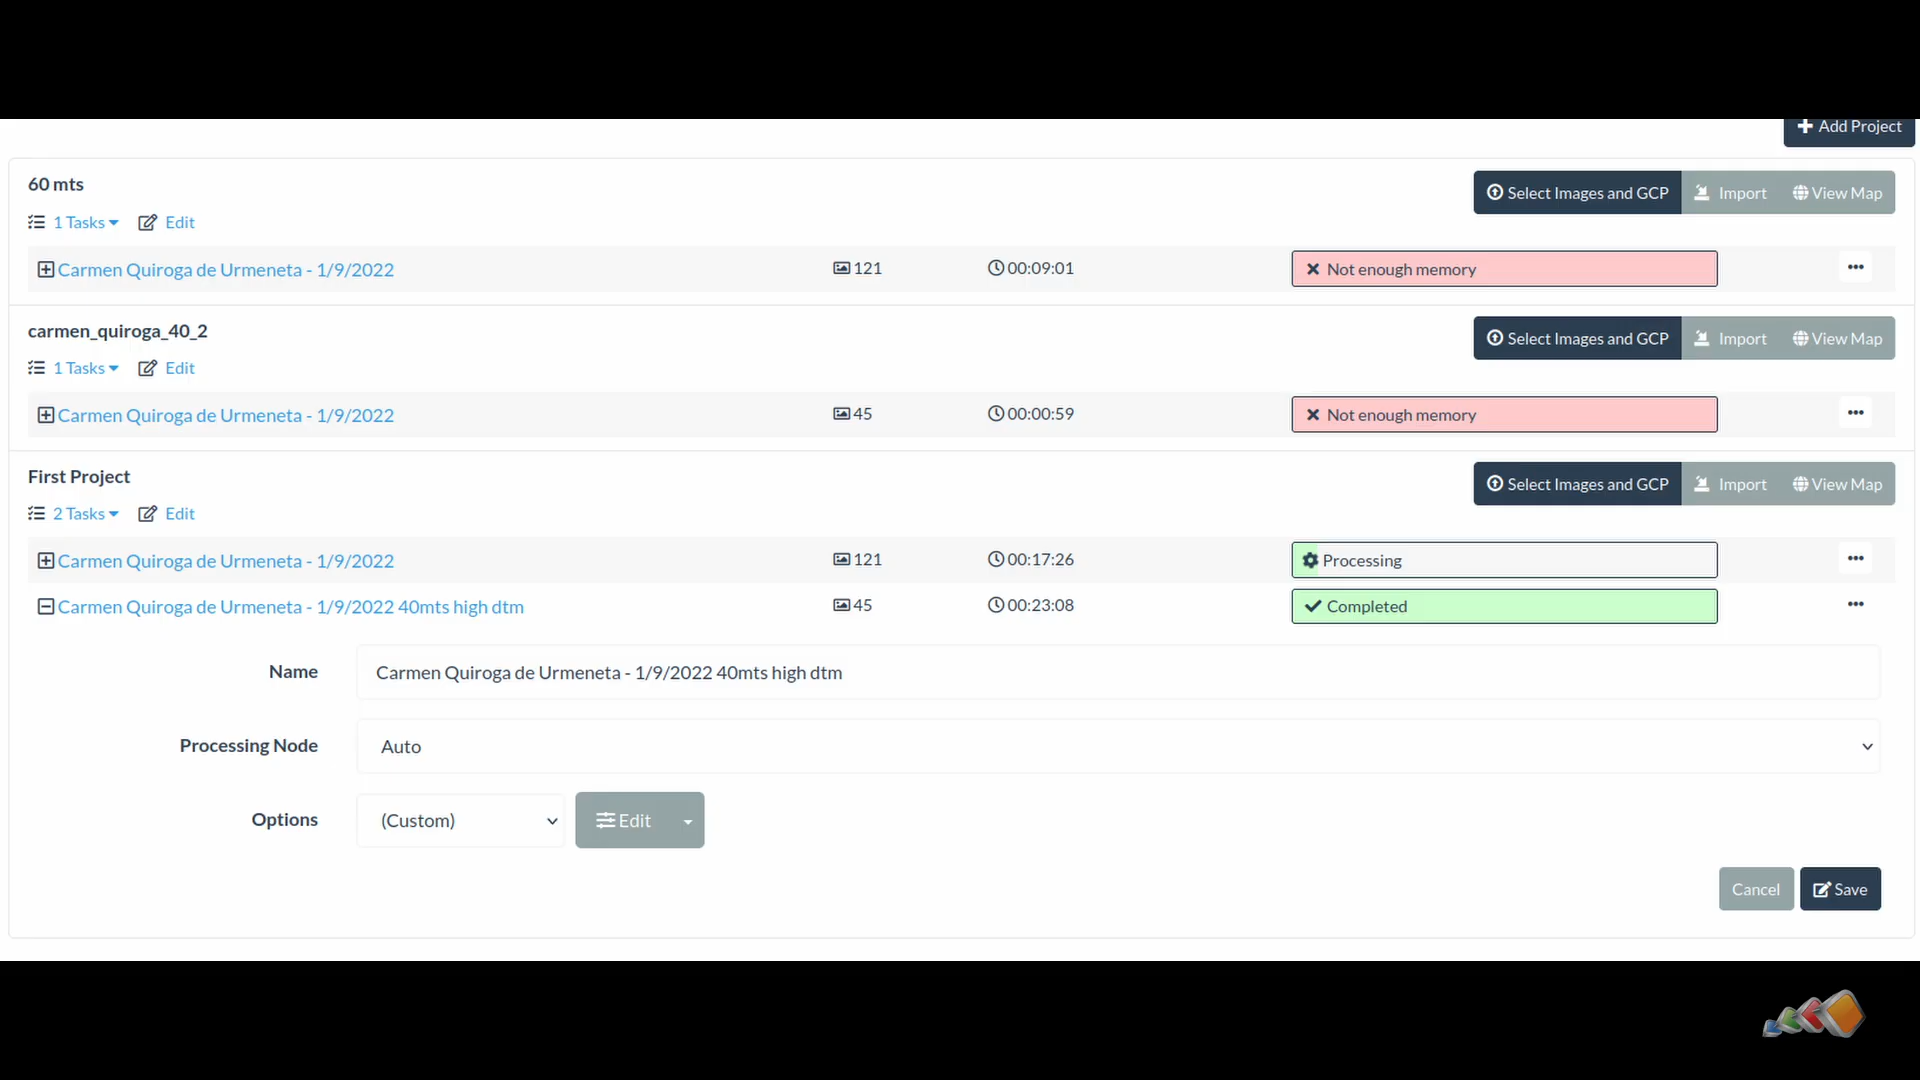 Add Project
60 mts
Select Images and GCP Import View Map
1 Tasks Edit
Carmen Quiroga de Urmeneta - 1/9/2022 121 00:09:01 Not enough memory
carmen_quiroga_40_2
Select Images and GCP Import View Map
1 Tasks Edit
Carmen Quiroga de Urmeneta - 1/9/2022 45 00:00:59 Not enough memory
First Project
Select Images and GCP Import View Map
2 Tasks Edit
Carmen Quiroga de Urmeneta - 1/9/2022 121 00:17:26 Processing
Carmen Quiroga de Urmeneta - 1/9/2022 40mts high dtm 45 00:23:08 Completed
Name Carmen Quiroga de Urmeneta - 1/9/2022 40mts high dtm
Processing Node Auto
Options (Custom) Edit
Cancel Save